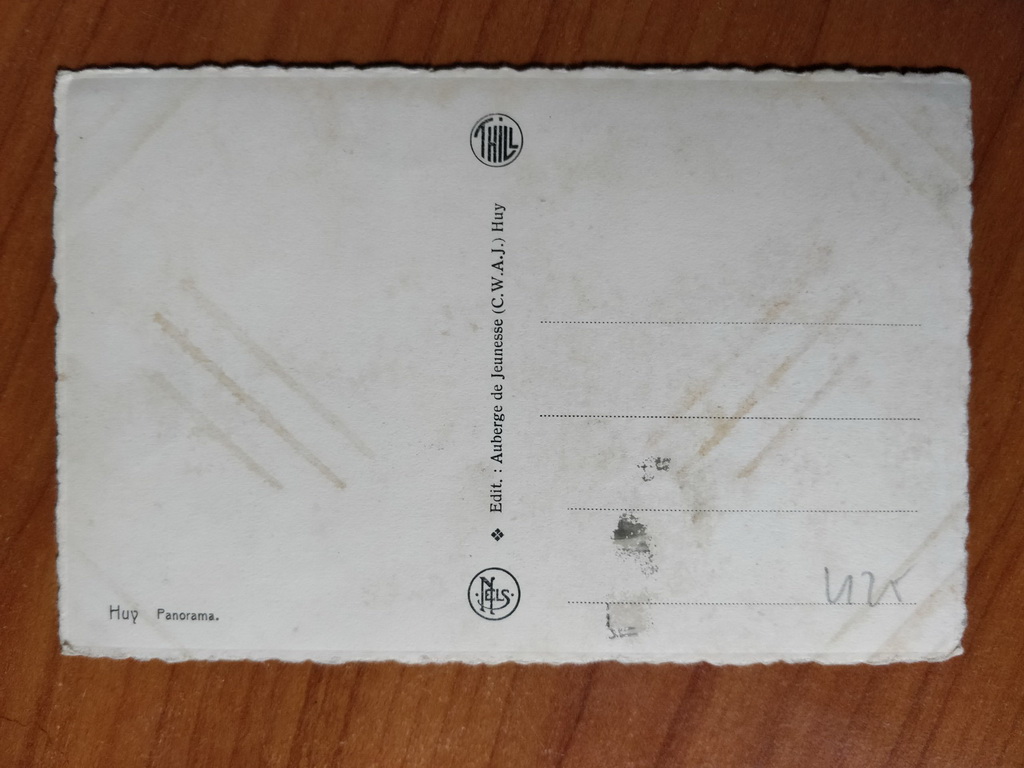 THILL
❖ Edit. : Auberge de Jeunesse (C.W.A.J.) Huy
NELS
Huy Panorama.